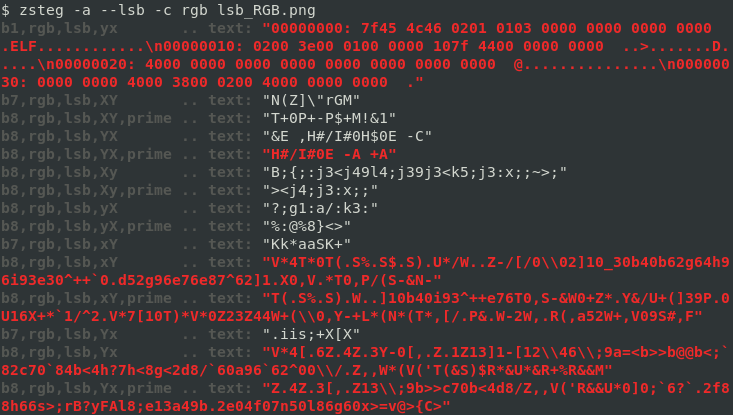 $ zsteg -a --lsb -c rgb lsb_RGB.png
b1,rgb,lsb,yx       .. text: "00000000: 7f45 4c46 0201 0103 0000 0000 0000 0000
.ELF............\n00000010: 0200 3e00 0100 0000 107f 4400 0000 0000  ..>.......D.
....\n00000020: 4000 0000 0000 0000 0000 0000 0000 0000  @...............\n000000
30: 0000 0000 4000 3800 0200 4000 0000 0000  ."
b7,rgb,lsb,XY       .. text: "N(Z]\"rGM"
b8,rgb,lsb,XY,prime .. text: "T+0P+-P$+M!&1"
b8,rgb,lsb,YX       .. text: "&E ,H#/I#0H$0E -C"
b8,rgb,lsb,YX,prime .. text: "H#/I#0E -A +A"
b8,rgb,lsb,Xy       .. text: "B;{;:j3<j49l4;j39j3<k5;j3:x;;~>;"
b8,rgb,lsb,Xy,prime .. text: "><j4;j3:x;;"
b8,rgb,lsb,yX       .. text: "?;g1:a/:k3:"
b8,rgb,lsb,yX,prime .. text: "%:@%8}<>"
b7,rgb,lsb,xY       .. text: "Kk*aaSK+"
b8,rgb,lsb,xY       .. text: "V*4T*0T(.S%.S$.S).U*/W..Z-/[/0\\02]10_30b40b62g64h9
6i93e30^++`0.d52g96e76e87^62]1.X0,V.*T0,P/(S-&N-"
b8,rgb,lsb,xY,prime .. text: "T(.S%.S).W..]10b40i93^++e76T0,S-&W0+Z*.Y&/U+(]39P.0
U16X+*`1/^2.V*7[10T)*V*0Z23Z44W+(\\0,Y-+L*(N*(T*,[/.P&.W-2W,.R(,a52W+,V09S#,F"
b7,rgb,lsb,Yx       .. text: ".iis;+X[X"
b8,rgb,lsb,Yx       .. text: "V*4[.6Z.4Z.3Y-0[,.Z.1Z13]1-[12\\46\\;9a=<b>>b@@b<;`
82c70`84b<4h?7h<8g<2d8/`60a96`62^00\\/.Z,,W*(V('T(&S)$R*&U*&R+%R&&M"
b8,rgb,lsb,Yx,prime .. text: "Z.4Z.3[,.Z13\\;9b>>c70b<4d8/Z,,V('R&&U*0]0;`6?`.2f8
8h66s>;rB?yFAl8;e13a49b.2e04f07n50l86g60x>=v@>{C>"